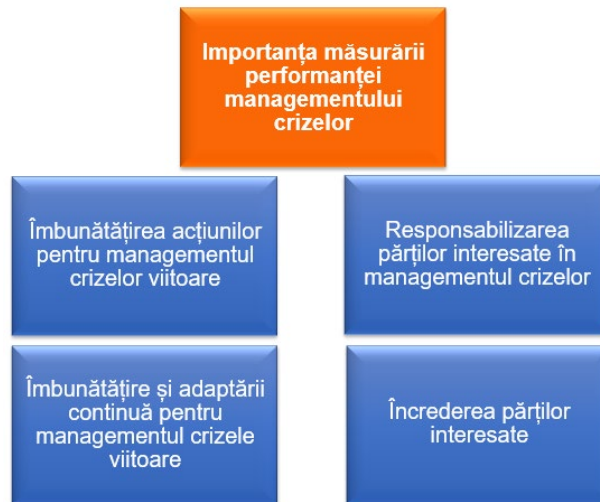 Importanța măsurării
performanței
managementului
crizelor
Îmbunătățirea acțiunilor
pentru managementul
crizelor viitoare
Responsabilizarea
părților interesate în
managementul crizelor
Îmbunătățire și adaptării
continuă pentru
managementul crizele
viitoare
Încrederea părților
interesate